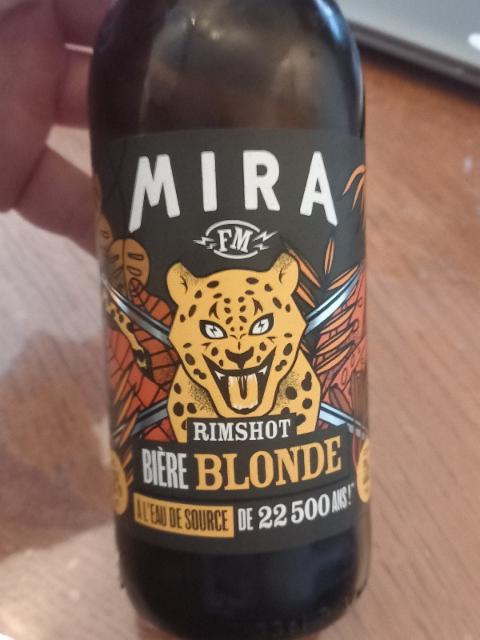 MIRA
FM
RIMSHOT
BIÈRE BLONDE
A L'EAU DE SOURCE DE 22 500 ANS !*